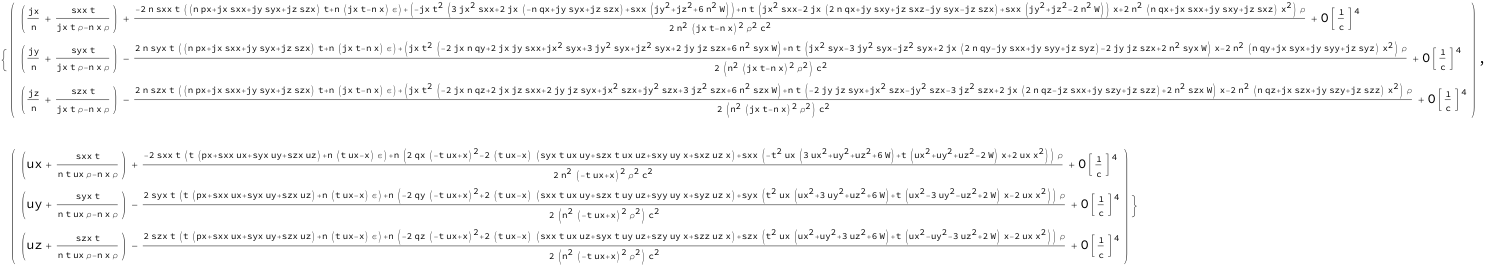 { ( ( jx/n + sxx t/(jx t ρ-n x ρ) ) + (-2 n sxx t ((n px+jx sxx+jy syx+jz szx) t+n (jx t-n x) ϵ)+(-jx t² (3 jx² sxx+2 jx (-n qx+jy syx+jz szx)+sxx (jy²+jz²+6 n² W))+n t (jx² sxx-2 jx (2 n qx+jy sxy+jz sxz-jy syx-jz szx)+sxx (jy²+jz²-2 n² W)) x+2 n² (n qx+jx sxx+jy sxy+jz sxz) x²) ρ)/(2 n² (jx t-n x)² ρ² c²) + O[1/c]⁴
( jy/n + syx t/(jx t ρ-n x ρ) ) - (2 n syx t ((n px+jx sxx+jy syx+jz szx) t+n (jx t-n x) ϵ)+(jx t² (-2 jx n qy+2 jx jy sxx+jx² syx+3 jy² syx+jz² syx+2 jy jz szx+6 n² syx W)+n t (jx² syx-3 jy² syx-jz² syx+2 jx (2 n qy-jy sxx+jy syy+jz syz)-2 jy jz szx+2 n² syx W) x-2 n² (n qy+jx syx+jy syy+jz syz) x²) ρ)/(2 (n² (jx t-n x)² ρ²) c²) + O[1/c]⁴
( jz/n + szx t/(jx t ρ-n x ρ) ) - (2 n szx t ((n px+jx sxx+jy syx+jz szx) t+n (jx t-n x) ϵ)+(jx t² (-2 jx n qz+2 jx jz sxx+2 jy jz syx+jx² szx+jy² szx+3 jz² szx+6 n² szx W)+n t (-2 jy jz syx+jx² szx-jy² szx-3 jz² szx+2 jx (2 n qz-jz sxx+jy szy+jz szz)+2 n² szx W) x-2 n² (n qz+jx szx+jy szy+jz szz) x²) ρ)/(2 (n² (jx t-n x)² ρ²) c²) + O[1/c]⁴ ) ,
( ( ux + sxx t/(n t ux ρ-n x ρ) ) + (-2 sxx t (t (px+sxx ux+syx uy+szx uz)+n (t ux-x) ϵ)+n (2 qx (-t ux+x)²-2 (t ux-x) (syx t ux uy+szx t ux uz+sxy uy x+sxz uz x)+sxx (-t² ux (3 ux²+uy²+uz²+6 W)+t (ux²+uy²+uz²-2 W) x+2 ux x²)) ρ)/(2 n² (-t ux+x)² ρ² c²) + O[1/c]⁴
( uy + syx t/(n t ux ρ-n x ρ) ) - (2 syx t (t (px+sxx ux+syx uy+szx uz)+n (t ux-x) ϵ)+n (-2 qy (-t ux+x)²+2 (t ux-x) (sxx t ux uy+szx t uy uz+syy uy x+syz uz x)+syx (t² ux (ux²+3 uy²+uz²+6 W)+t (ux²-3 uy²-uz²+2 W) x-2 ux x²)) ρ)/(2 (n² (-t ux+x)² ρ²) c²) + O[1/c]⁴
( uz + szx t/(n t ux ρ-n x ρ) ) - (2 szx t (t (px+sxx ux+syx uy+szx uz)+n (t ux-x) ϵ)+n (-2 qz (-t ux+x)²+2 (t ux-x) (sxx t ux uz+syx t uy uz+szy uy x+szz uz x)+szx (t² ux (ux²+uy²+3 uz²+6 W)+t (ux²-uy²-3 uz²+2 W) x-2 ux x²)) ρ)/(2 (n² (-t ux+x)² ρ²) c²) + O[1/c]⁴ ) }